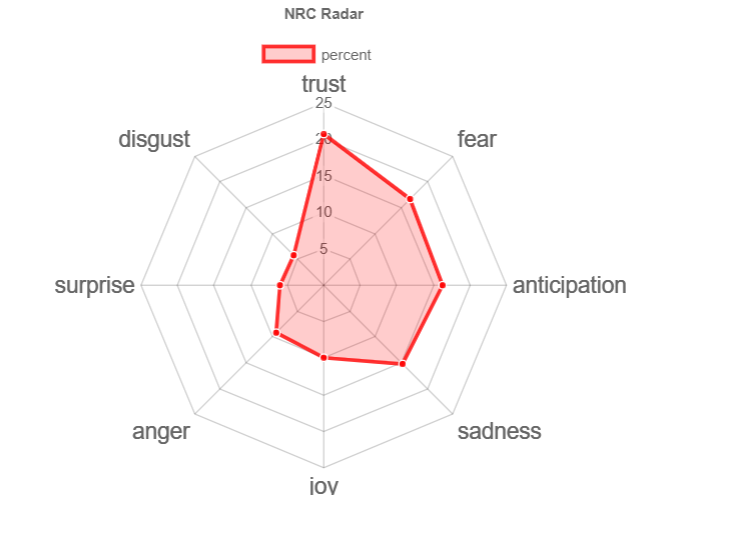 NRC Radar
percent
trust
25
disgust
fear
20
15
10
5
surprise
anticipation
anger
sadness
joy